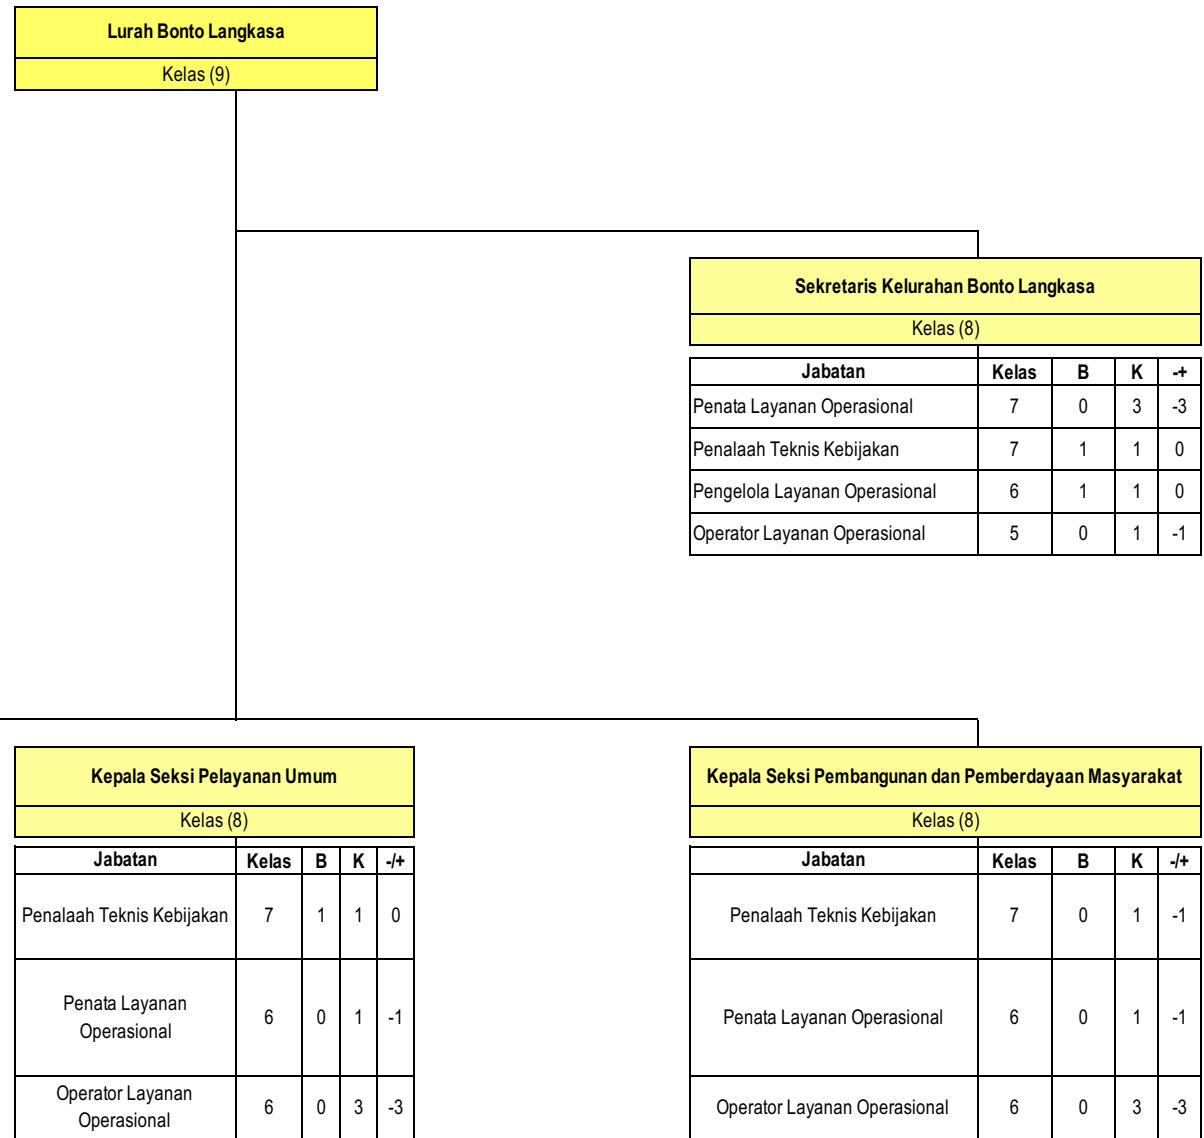 Lurah Bonto Langkasa
Kelas (9)
Sekretaris Kelurahan Bonto Langkasa
Kelas (8)
Jabatan Kelas B K -+
Penata Layanan Operasional 7 0 3 -3
Penalaah Teknis Kebijakan 7 1 1 0
Pengelola Layanan Operasional 6 1 1 0
Operator Layanan Operasional 5 0 1 -1
Kepala Seksi Pelayanan Umum
Kelas (8)
Jabatan Kelas B K -/+
Penalaah Teknis Kebijakan 7 1 1 0
Penata Layanan
Operasional 6 0 1 -1
Operator Layanan
Operasional 6 0 3 -3
Kepala Seksi Pembangunan dan Pemberdayaan Masyarakat
Kelas (8)
Jabatan Kelas B K -/+
Penalaah Teknis Kebijakan 7 0 1 -1
Penata Layanan Operasional 6 0 1 -1
Operator Layanan Operasional 6 0 3 -3